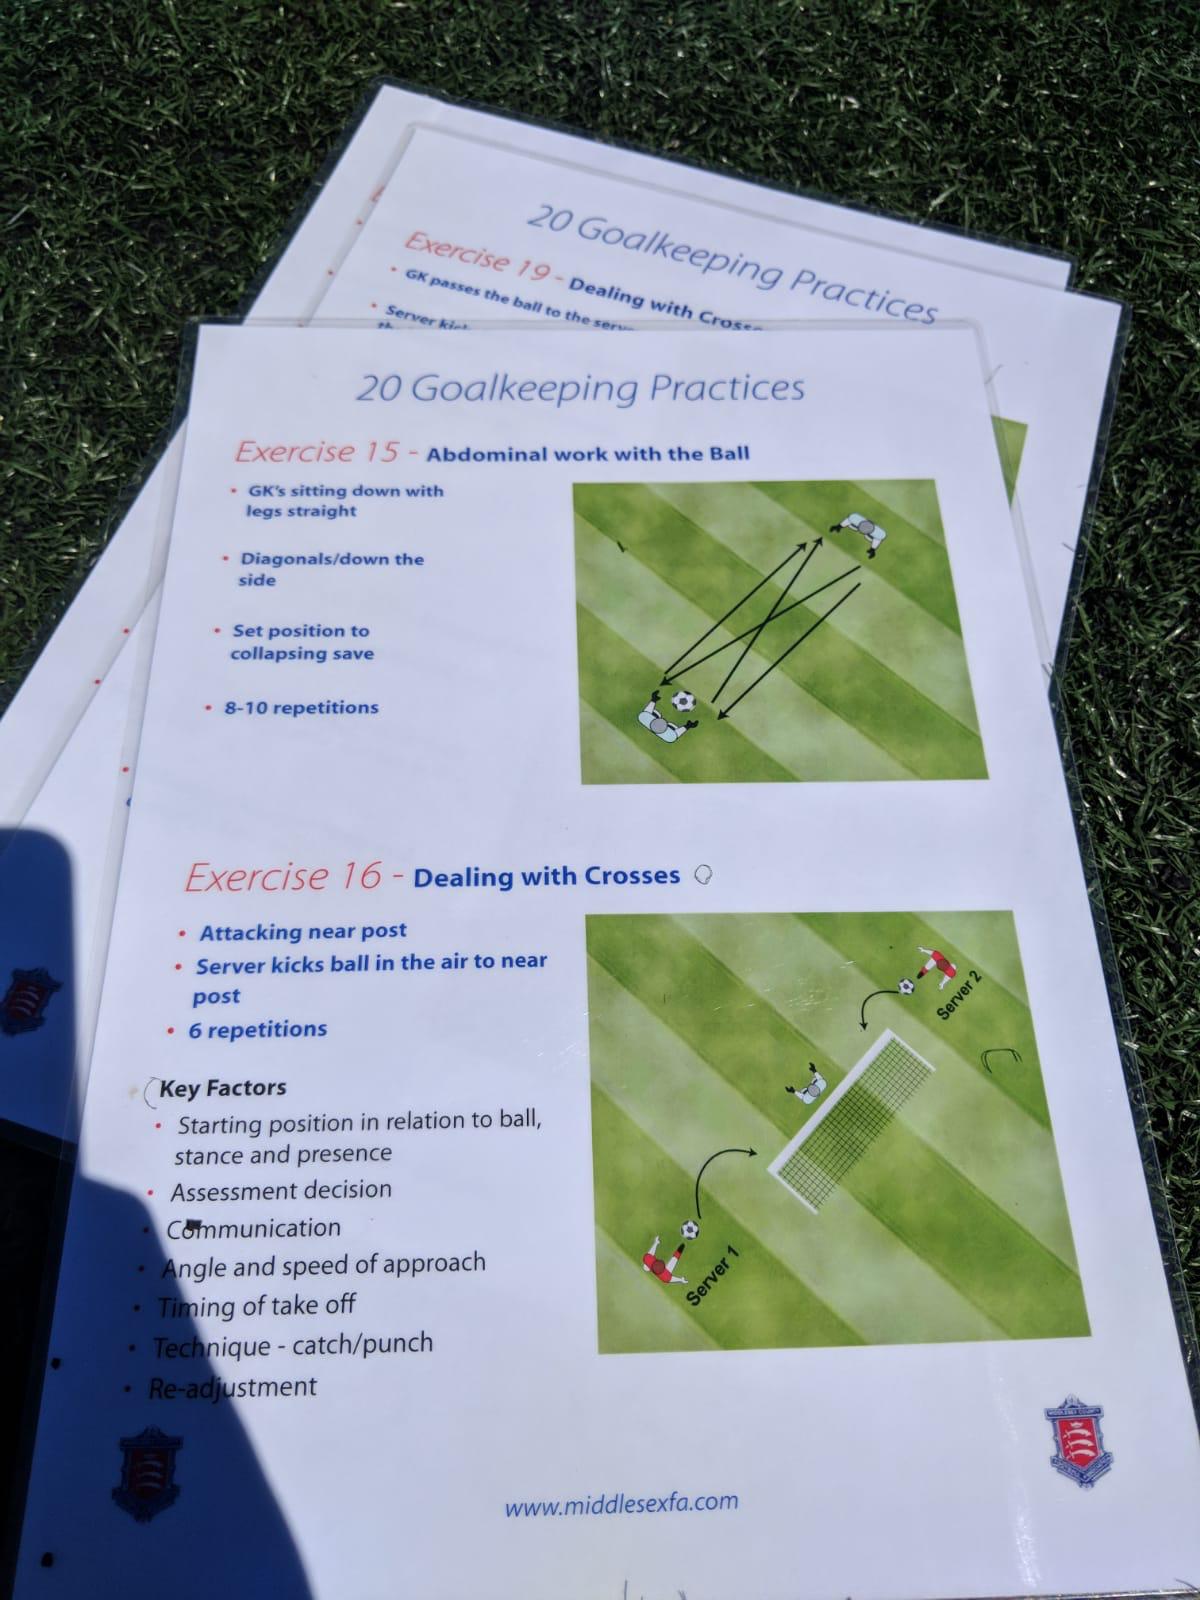 20 Goalkeeping Practices
Exercise 19 - Dealing with Crosses
• GK passes the ball to the
• Server
20 Goalkeeping Practices
Exercise 15 - Abdominal work with the Ball
• GK's sitting down with
legs straight
• Diagonals/down the
side
• Set position to
collapsing save
• 8-10 repetitions
Exercise 16 - Dealing with Crosses
• Attacking near post
• Server kicks ball in the air to near
post
• 6 repetitions
Key Factors
• Starting position in relation to ball,
stance and presence
• Assessment decision
• Communication
• Angle and speed of approach
• Timing of take off
• Technique - catch/punch
• Re-adjustment
Server 2
Server 1
www.middlesexfa.com